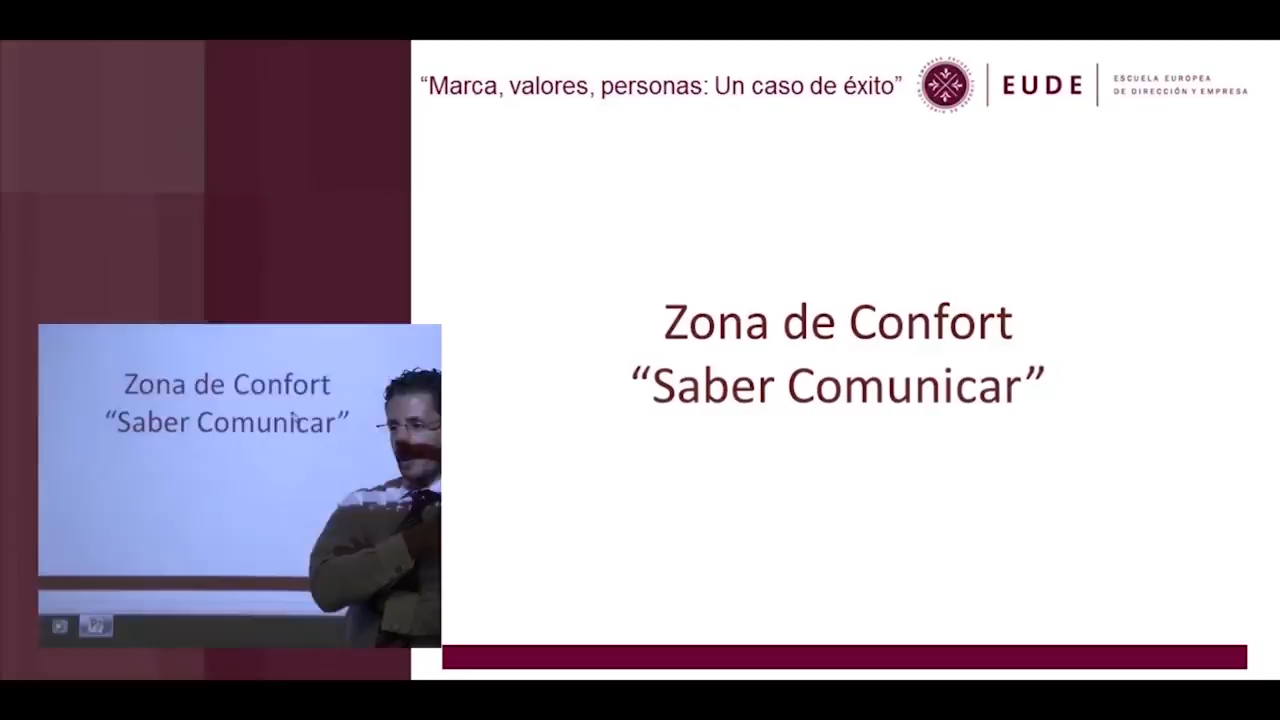 “Marca, valores, personas: Un caso de éxito”
EUDE
ESCUELA EUROPEA
DE DIRECCIÓN Y EMPRESA
Zona de Confort
“Saber Comunicar”
Zona de Confort
“Saber Comunicar”